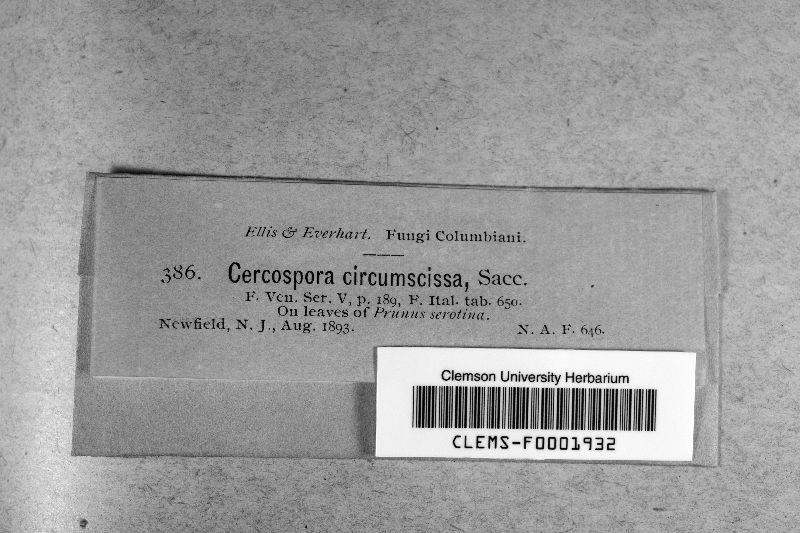 Ellis & Everhart. Fungi Columbiani.
386. Cercospora circumscissa, Sacc.
F. Ven. Ser. V, p. 189, F. Ital. tab. 650.
On leaves of Prunus serotina.
Newfield, N. J., Aug. 1893.
N. A. F. 646.
Clemson University Herbarium
CLEMS-F0001932